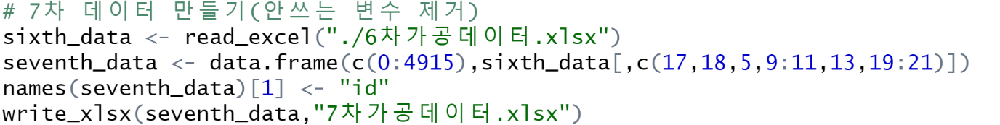 # 7차 데이터 만들기(안쓰는 변수 제거)
sixth_data <- read_excel("./6차가공데이터.xlsx")
seventh_data <- data.frame(c(0:4915),sixth_data[,c(17,18,5,9:11,13,19:21)])
names(seventh_data)[1] <- "id"
write_xlsx(seventh_data,"7차가공데이터.xlsx")